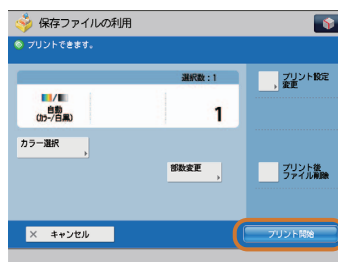 保存ファイルの利用
プリントできます。
選択数:1
自動
(カラー/白黒)
1
カラー選択
部数変更
プリント設定
変更
プリント後
ファイル削除
× キャンセル
プリント開始